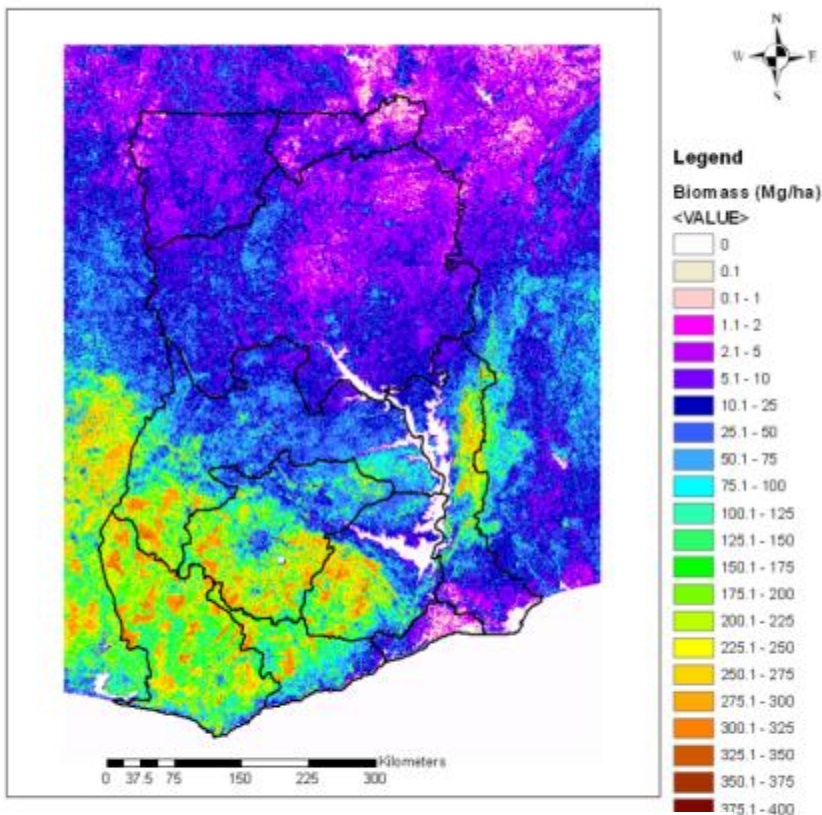 N
W E
S
Legend
Biomass (Mg/ha)
<VALUE>
0
0.1
0.1 - 1
1.1 - 2
2.1 - 5
5.1 - 10
10.1 - 25
25.1 - 50
50.1 - 75
75.1 - 100
100.1 - 125
125.1 - 150
150.1 - 175
175.1 - 200
200.1 - 225
225.1 - 250
250.1 - 275
275.1 - 300
300.1 - 325
325.1 - 350
350.1 - 375
375.1 - 400
Kilometers
0 37.5 75 150 225 300